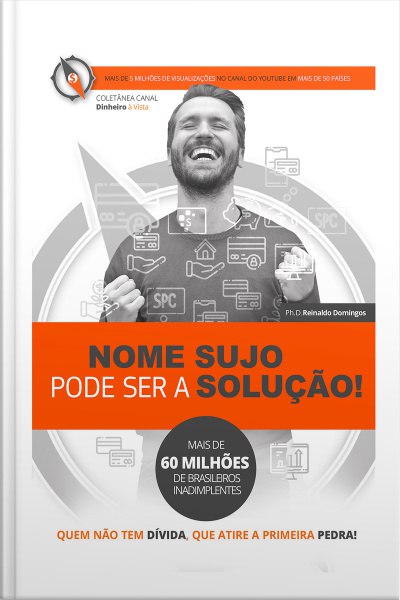 MAIS DE 5 MILHÕES DE VISUALIZAÇÕES NO CANAL DO YOUTUBE EM MAIS DE 50 PAÍSES
$
COLETÂNEA CANAL
Dinheiro à Vista
$
SPC
SPC
Ph.D. Reinaldo Domingos
NOME SUJO
PODE SER A SOLUÇÃO!
MAIS DE
60 MILHÕES
DE BRASILEIROS
INADIMPLENTES
QUEM NÃO TEM DÍVIDA, QUE ATIRE A PRIMEIRA PEDRA!